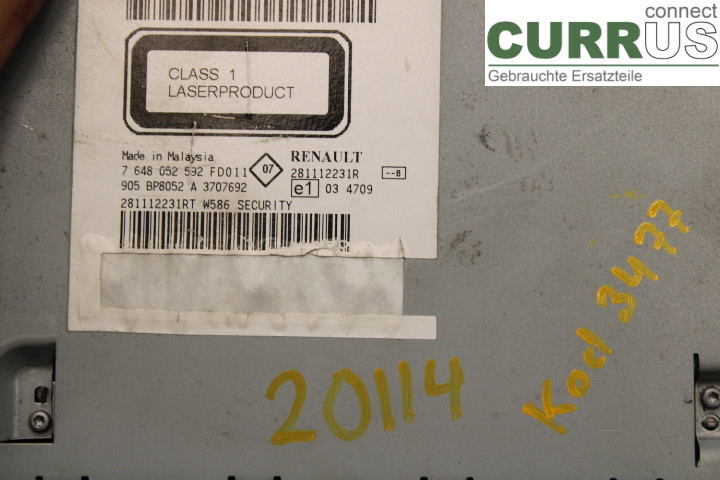 connect
CURRUS
Gebrauchte Ersatzteile
CLASS 1
LASERPRODUCT
Made in Malaysia
7 648 052 592 FD011
905 BP8052 A 3707692
281112231RT W586 SECURITY
07
RENAULT
281112231R
--B
e1 03 4709
20114
Kod 3477